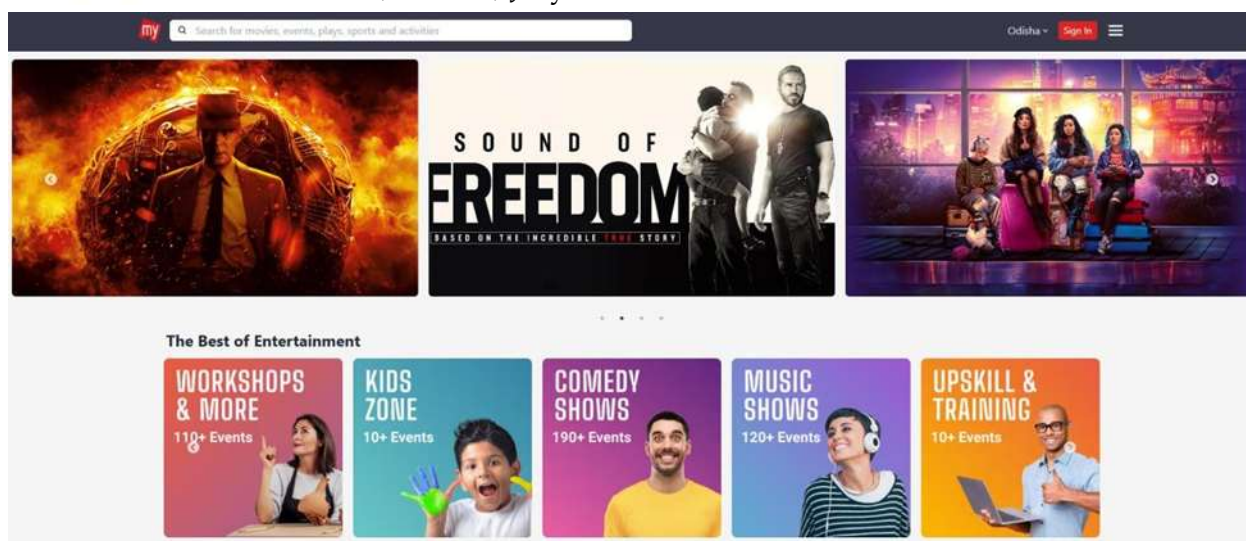 my
Search for movies, events, plays, sports and activities
Odisha
Sign In
SOUND OF
FREEDOM
BASED ON THE INCREDIBLE TRUE STORY
The Best of Entertainment
WORKSHOPS
& MORE
110+ Events
KIDS
ZONE
10+ Events
COMEDY
SHOWS
190+ Events
MUSIC
SHOWS
120+ Events
UPSKILL &
TRAINING
10+ Events